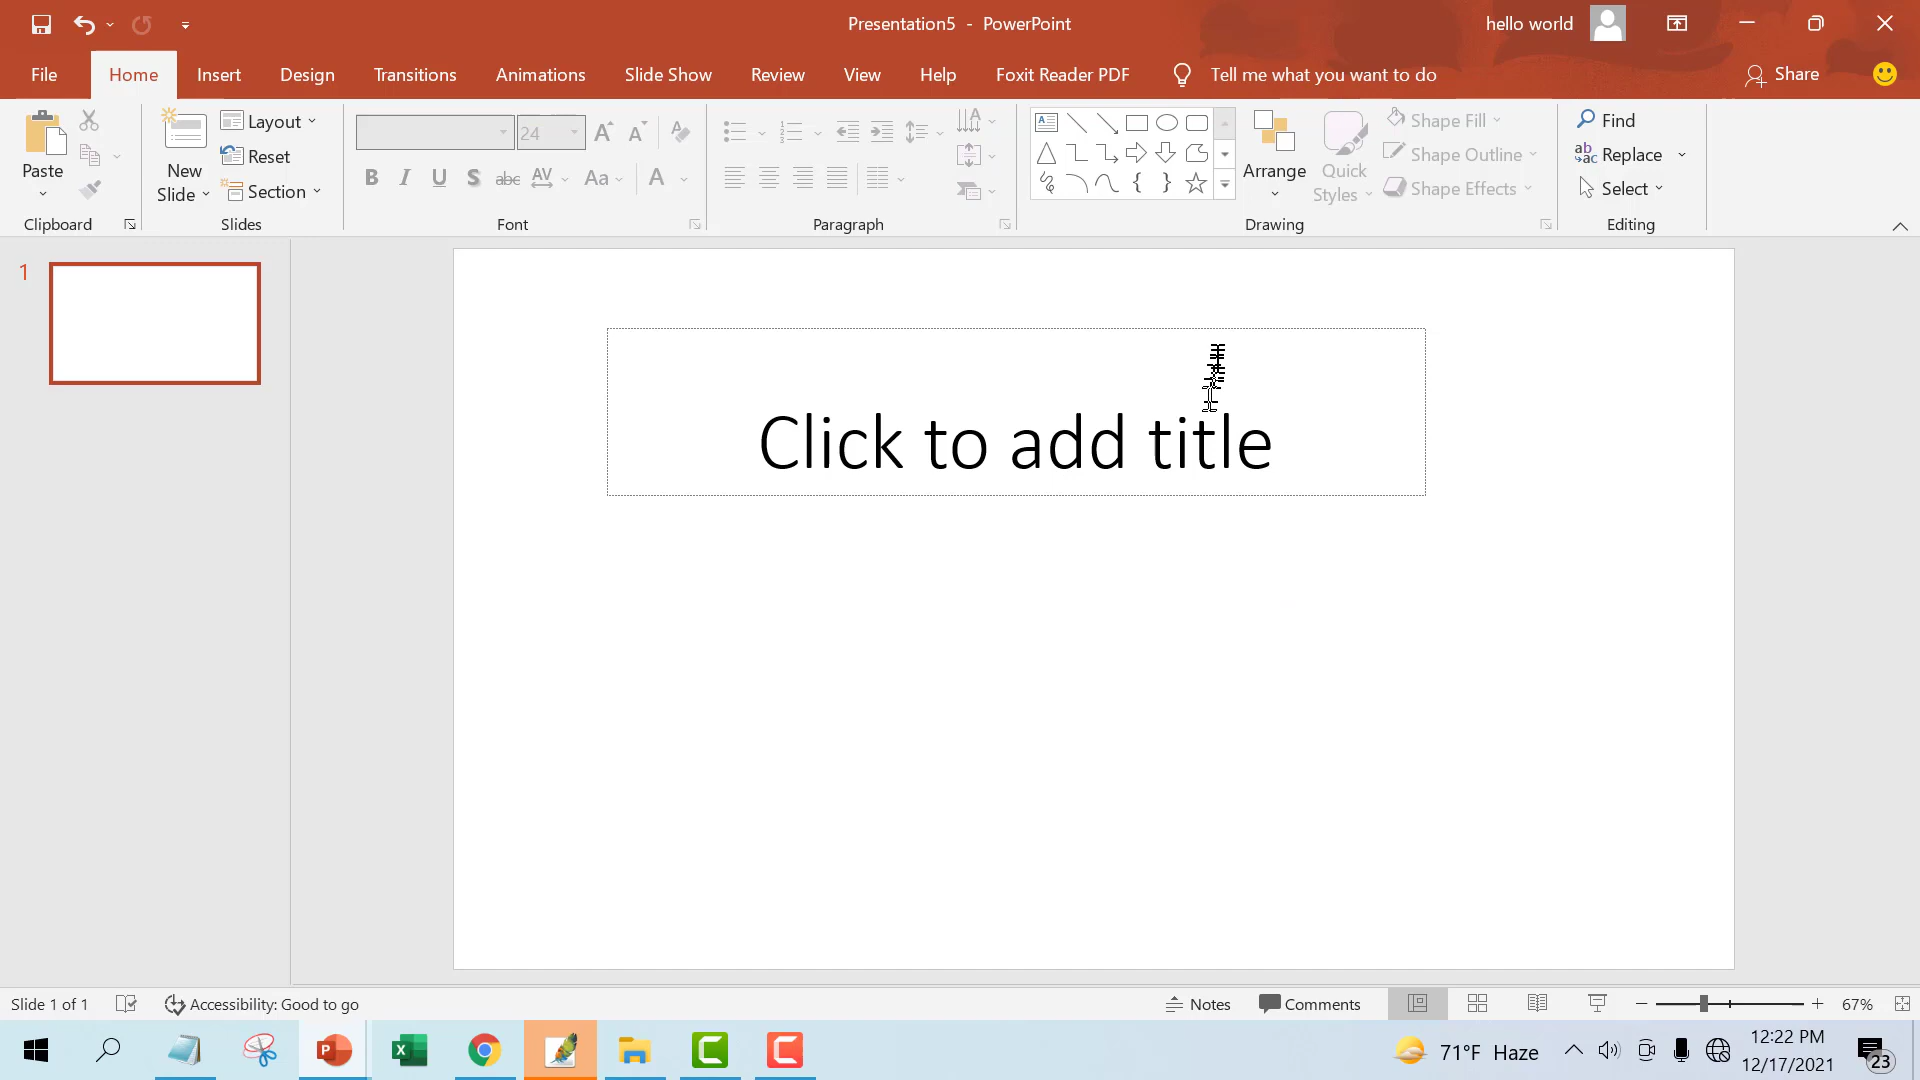 Presentation5 - PowerPoint
hello world
File Home Insert Design Transitions Animations Slide Show Review View Help Foxit Reader PDF Tell me what you want to do Share
Paste
Clipboard
New
Slide
Layout
Reset
Section
Slides
24
B I U S abc AV Aa A
Font
Paragraph
Arrange
Quick
Styles
Shape Fill
Shape Outline
Shape Effects
Drawing
Find
Replace
Select
Editing
1
Click to add title
Slide 1 of 1
Accessibility: Good to go
Notes
Comments
67%
71°F Haze
12:22 PM
12/17/2021
23